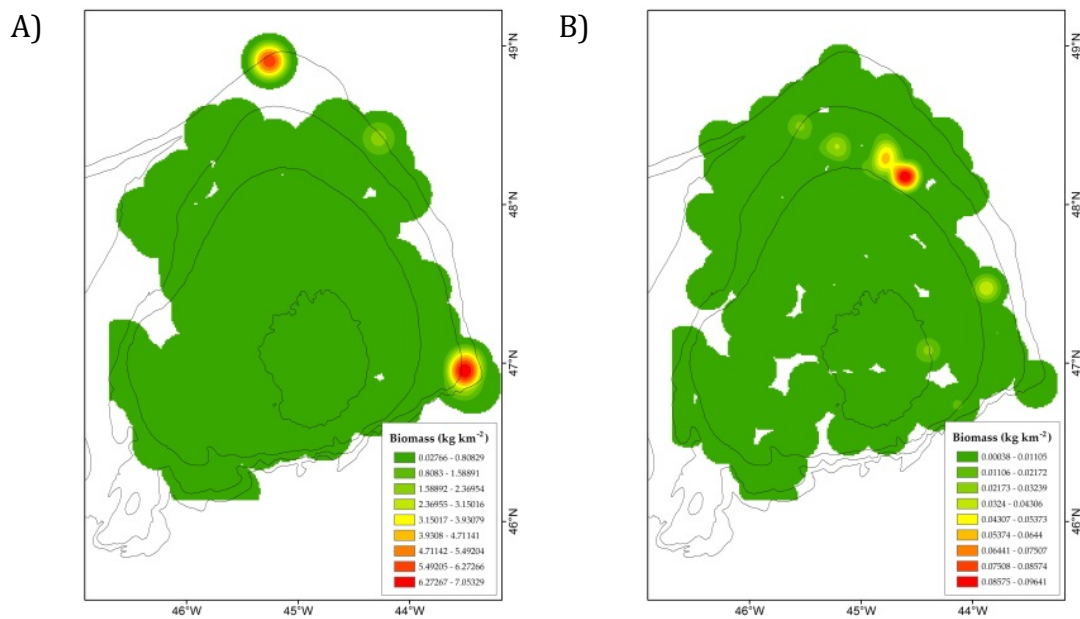 A)
49°N
48°N
47°N
46°N
Biomass (kg km-2)
0.02766 - 0.80829
0.8083 - 1.58891
1.58892 - 2.36954
2.36955 - 3.15016
3.15017 - 3.93079
3.9308 - 4.71141
4.71142 - 5.49204
5.49205 - 6.27266
6.27267 - 7.05329
46°W
45°W
44°W
B)
49°N
48°N
47°N
46°N
Biomass (kg km-2)
0.00038 - 0.01105
0.01106 - 0.02172
0.02173 - 0.03239
0.0324 - 0.04306
0.04307 - 0.05373
0.05374 - 0.0644
0.06441 - 0.07507
0.07508 - 0.08574
0.08575 - 0.09641
46°W
45°W
44°W